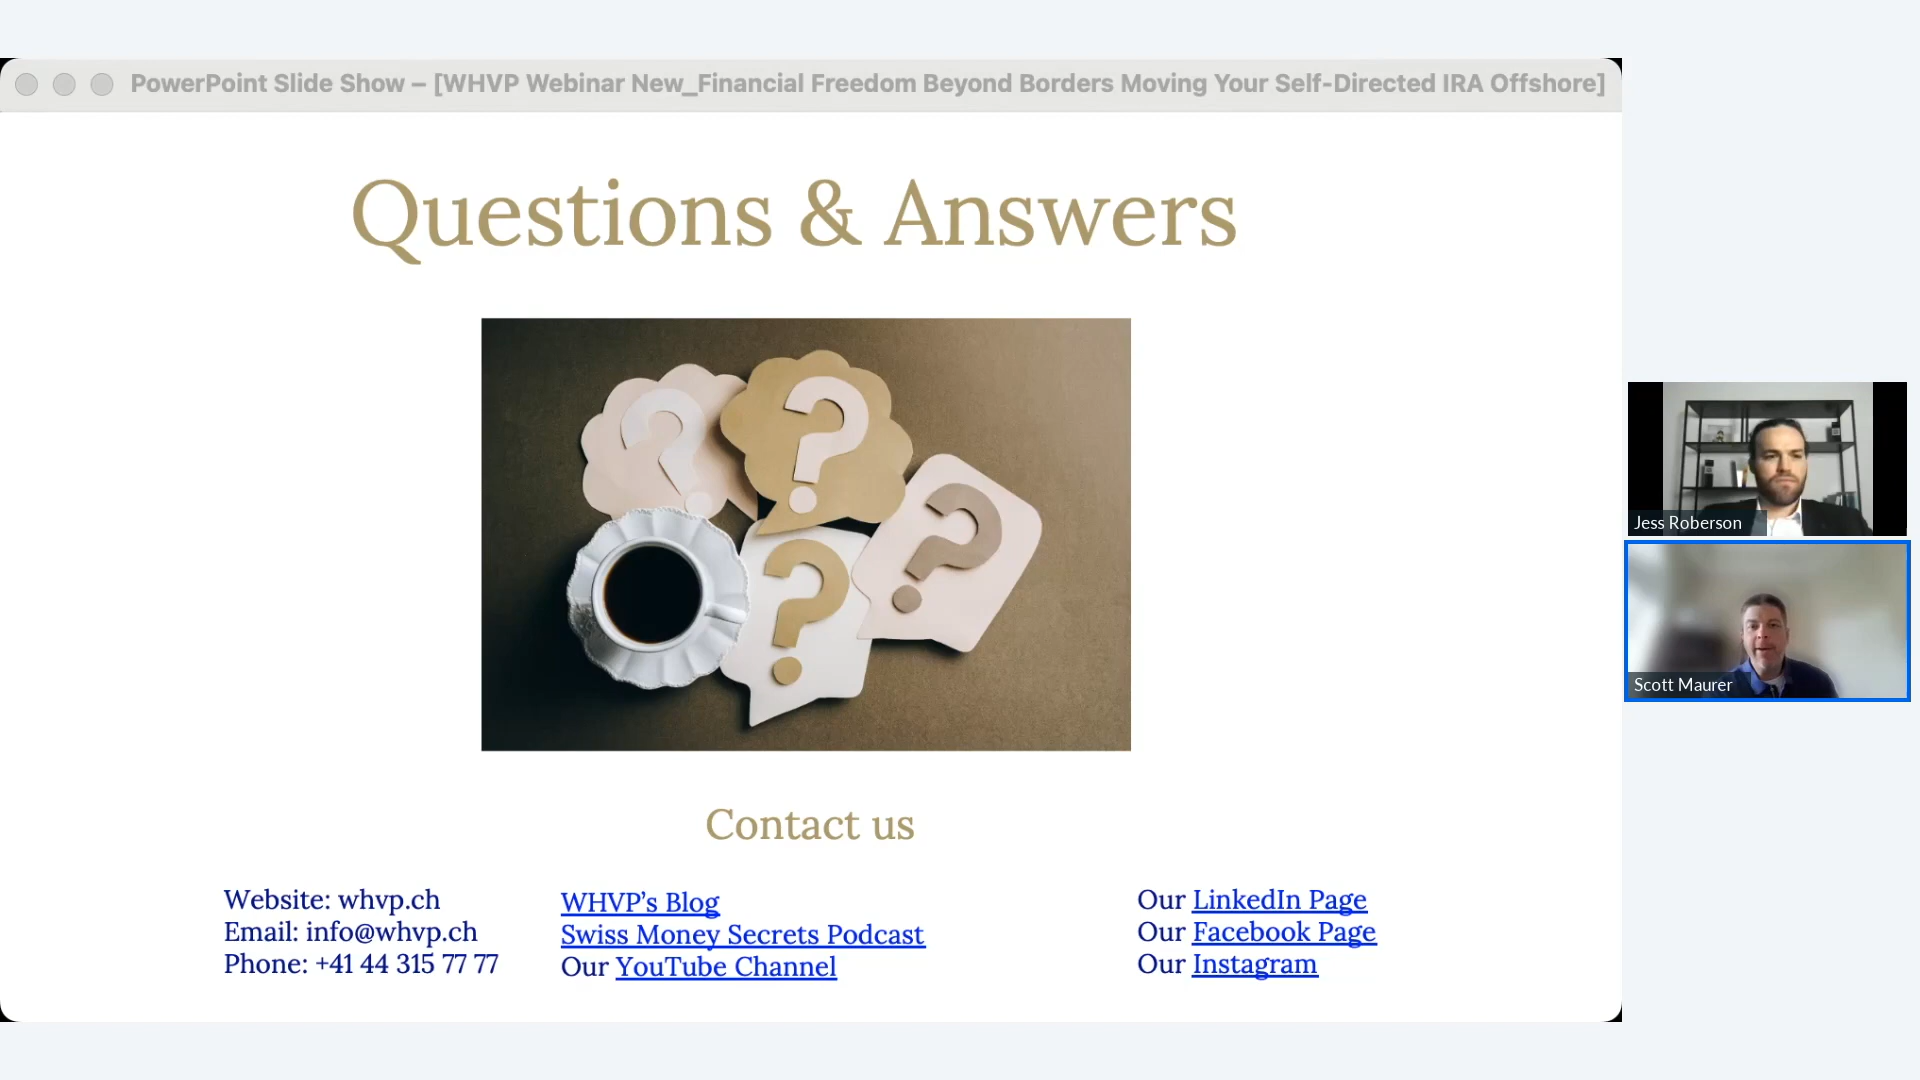 PowerPoint Slide Show – [WHVP Webinar New_Financial Freedom Beyond Borders Moving Your Self-Directed IRA Offshore]
Questions & Answers
? ? ? ?
Contact us
Website: whvp.ch
Email: info@whvp.ch
Phone: +41 44 315 77 77
WHVP’s Blog
Swiss Money Secrets Podcast
Our YouTube Channel
Our LinkedIn Page
Our Facebook Page
Our Instagram
Jess Roberson
Scott Maurer